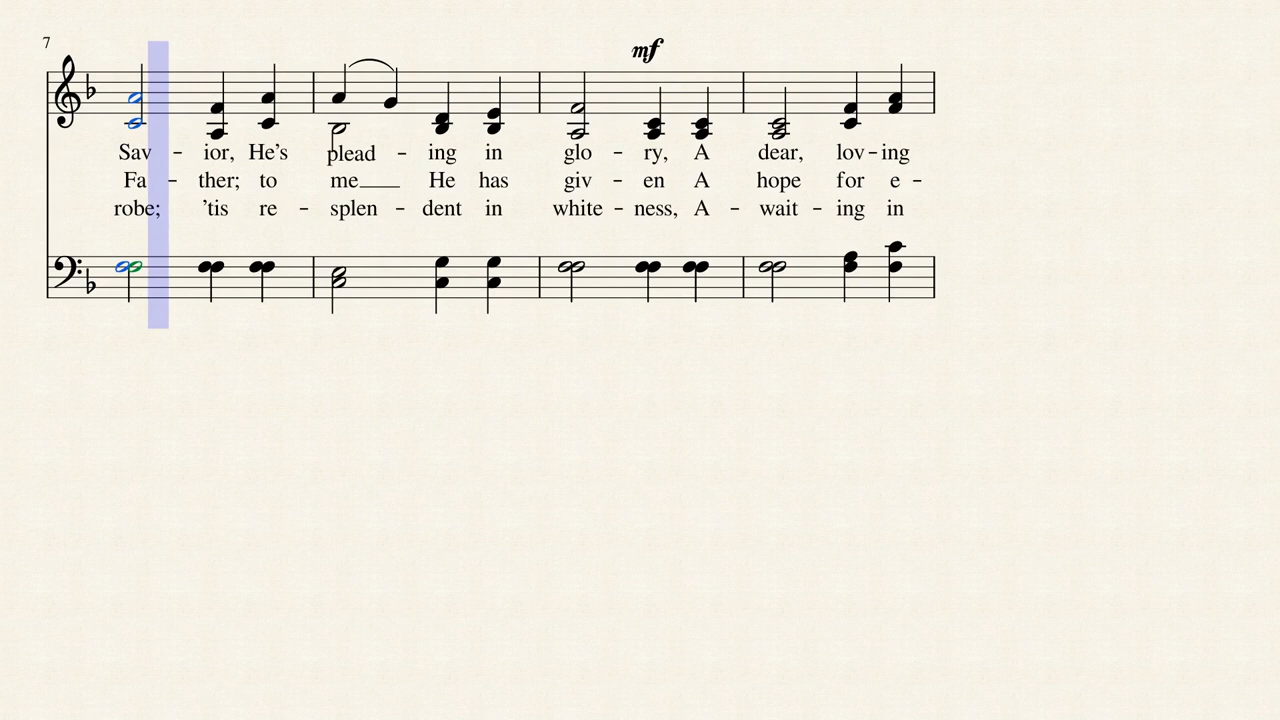 7
mf
Sav – ior, He’s plead – ing in glo – ry, A dear, lov – ing
Fa – ther; to me___ He has giv – en A hope for e –
robe; ’tis re – splen – dent in white – ness, A – wait – ing in